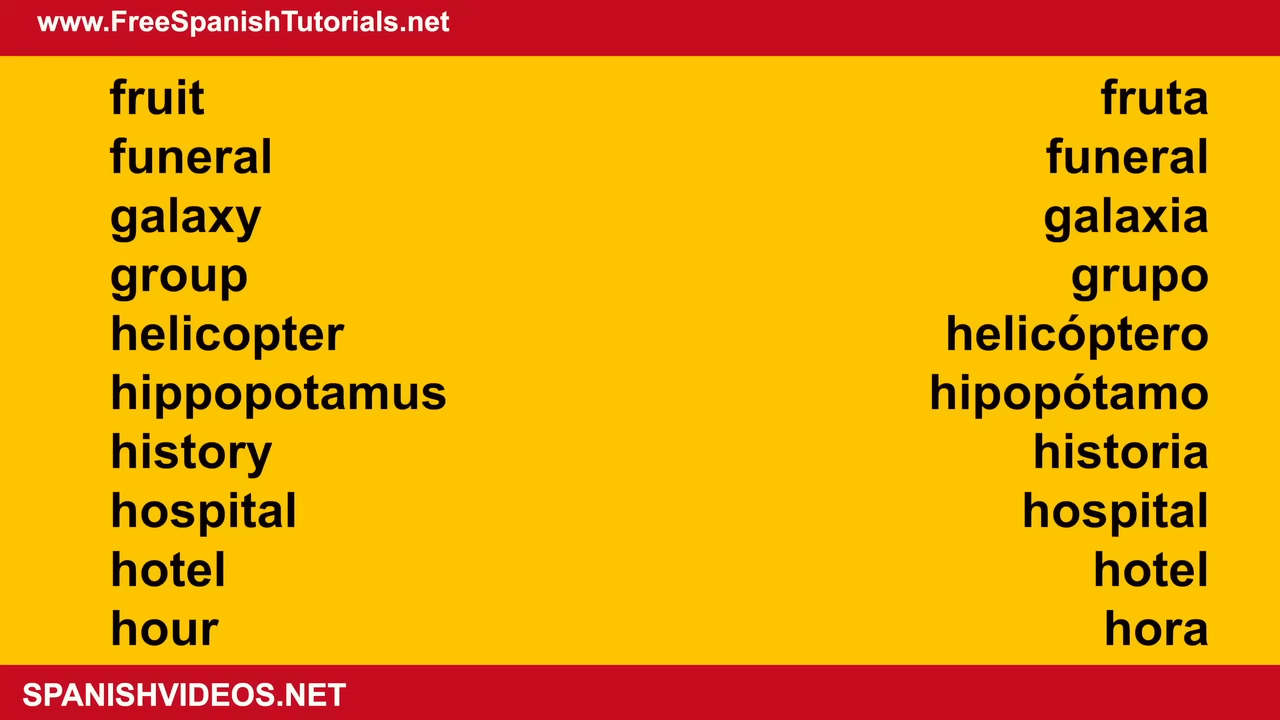 www.FreeSpanishTutorials.net
fruit fruta
funeral funeral
galaxy galaxia
group grupo
helicopter helicóptero
hippopotamus hipopótamo
history historia
hospital hospital
hotel hotel
hour hora
SPANISHVIDEOS.NET